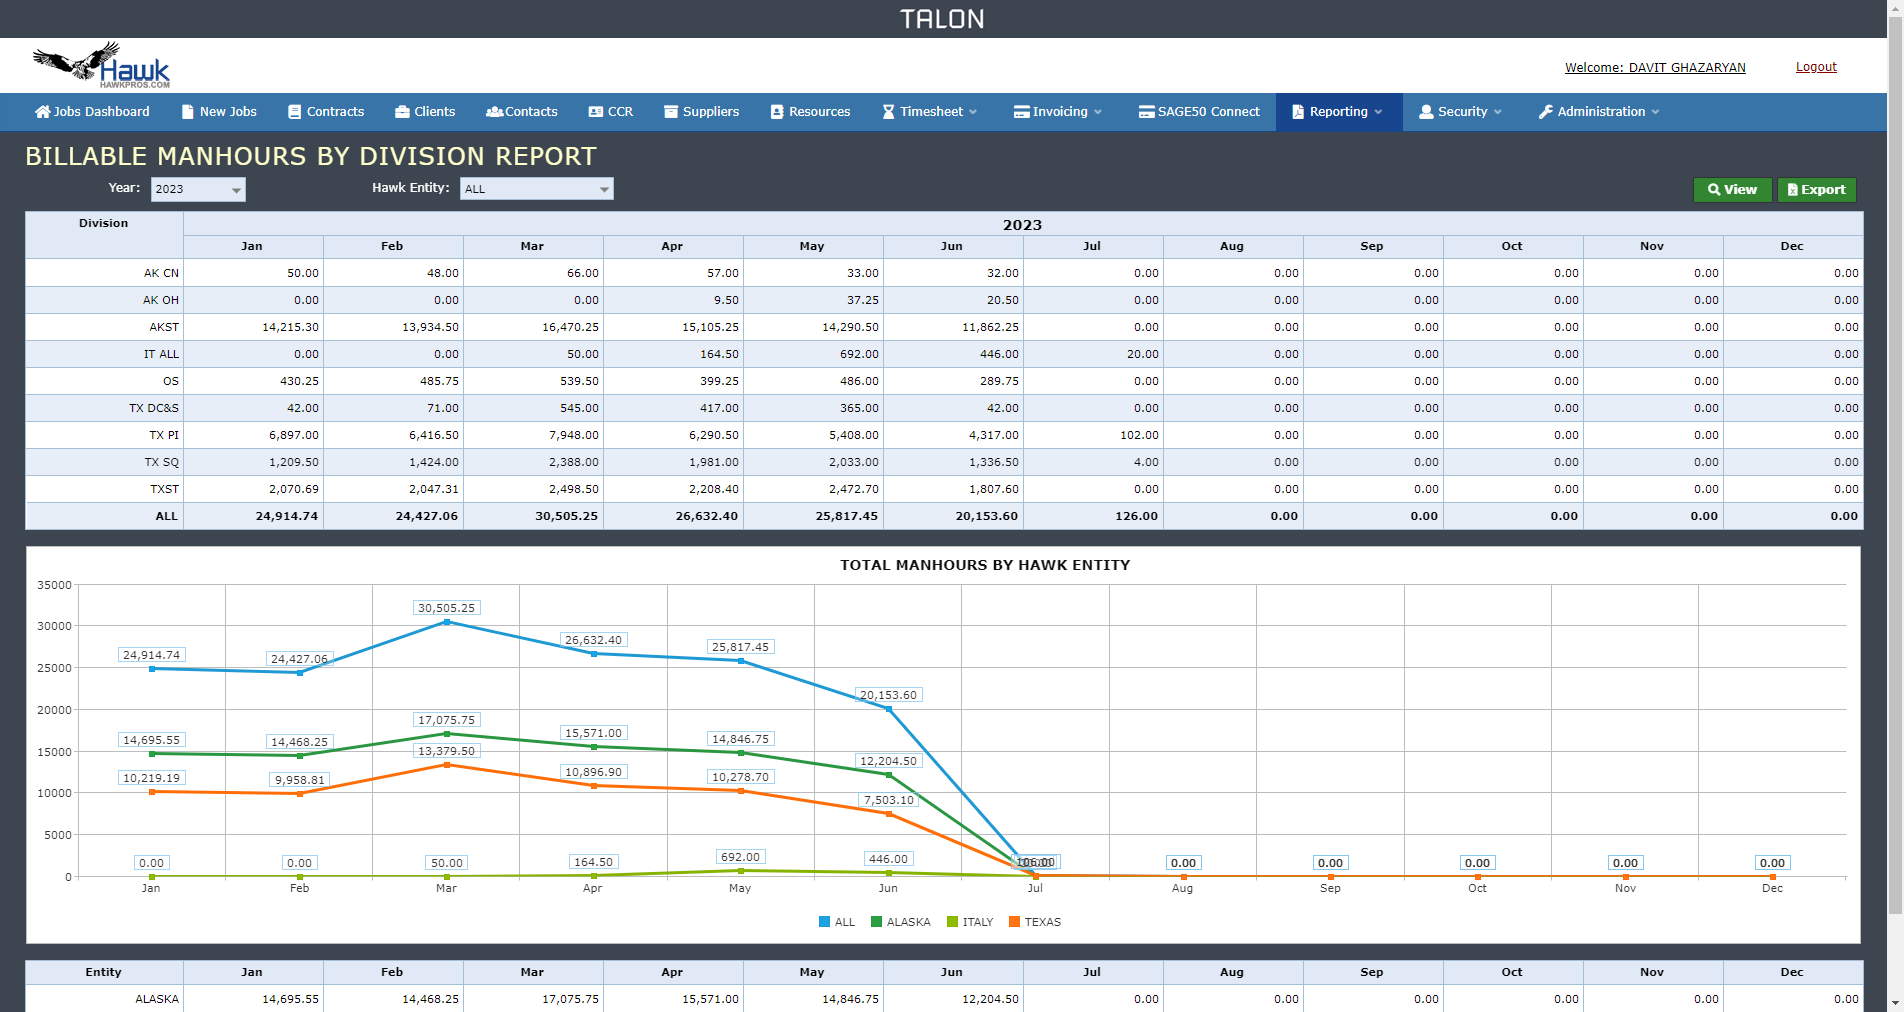 TALON
Hawk
HAWKPROS.COM
Welcome: DAVIT GHAZARYAN Logout
Jobs Dashboard New Jobs Contracts Clients Contacts CCR Suppliers Resources Timesheet Invoicing SAGE50 Connect Reporting Security Administration
BILLABLE MANHOURS BY DIVISION REPORT
Year: 2023 Hawk Entity: ALL View Export
Division 2023
Jan Feb Mar Apr May Jun Jul Aug Sep Oct Nov Dec
AK CN 50.00 48.00 66.00 57.00 33.00 32.00 0.00 0.00 0.00 0.00 0.00 0.00
AK OH 0.00 0.00 0.00 9.50 37.25 20.50 0.00 0.00 0.00 0.00 0.00 0.00
AKST 14,215.30 13,934.50 16,470.25 15,105.25 14,290.50 11,862.25 0.00 0.00 0.00 0.00 0.00 0.00
IT ALL 0.00 0.00 50.00 164.50 692.00 446.00 20.00 0.00 0.00 0.00 0.00 0.00
OS 430.25 485.75 539.50 399.25 486.00 289.75 0.00 0.00 0.00 0.00 0.00 0.00
TX DC&S 42.00 71.00 545.00 417.00 365.00 42.00 0.00 0.00 0.00 0.00 0.00 0.00
TX PI 6,897.00 6,416.50 7,948.00 6,290.50 5,408.00 4,317.00 102.00 0.00 0.00 0.00 0.00 0.00
TX SQ 1,209.50 1,424.00 2,388.00 1,981.00 2,033.00 1,336.50 4.00 0.00 0.00 0.00 0.00 0.00
TXST 2,070.69 2,047.31 2,498.50 2,208.40 2,472.70 1,807.60 0.00 0.00 0.00 0.00 0.00 0.00
ALL 24,914.74 24,427.06 30,505.25 26,632.40 25,817.45 20,153.60 126.00 0.00 0.00 0.00 0.00 0.00
TOTAL MANHOURS BY HAWK ENTITY
35000
30000
25000
20000
15000
10000
5000
0
24,914.74 24,427.06 30,505.25 26,632.40 25,817.45 20,153.60
14,695.55 14,468.25 17,075.75 15,571.00 14,846.75 12,204.50
10,219.19 9,958.81 13,379.50 10,896.90 10,278.70 7,503.10 106.00
0.00 0.00 50.00 164.50 692.00 446.00 0.00 0.00 0.00 0.00 0.00
Jan Feb Mar Apr May Jun Jul Aug Sep Oct Nov Dec
ALL ALASKA ITALY TEXAS
Entity Jan Feb Mar Apr May Jun Jul Aug Sep Oct Nov Dec
ALASKA 14,695.55 14,468.25 17,075.75 15,571.00 14,846.75 12,204.50 0.00 0.00 0.00 0.00 0.00 0.00